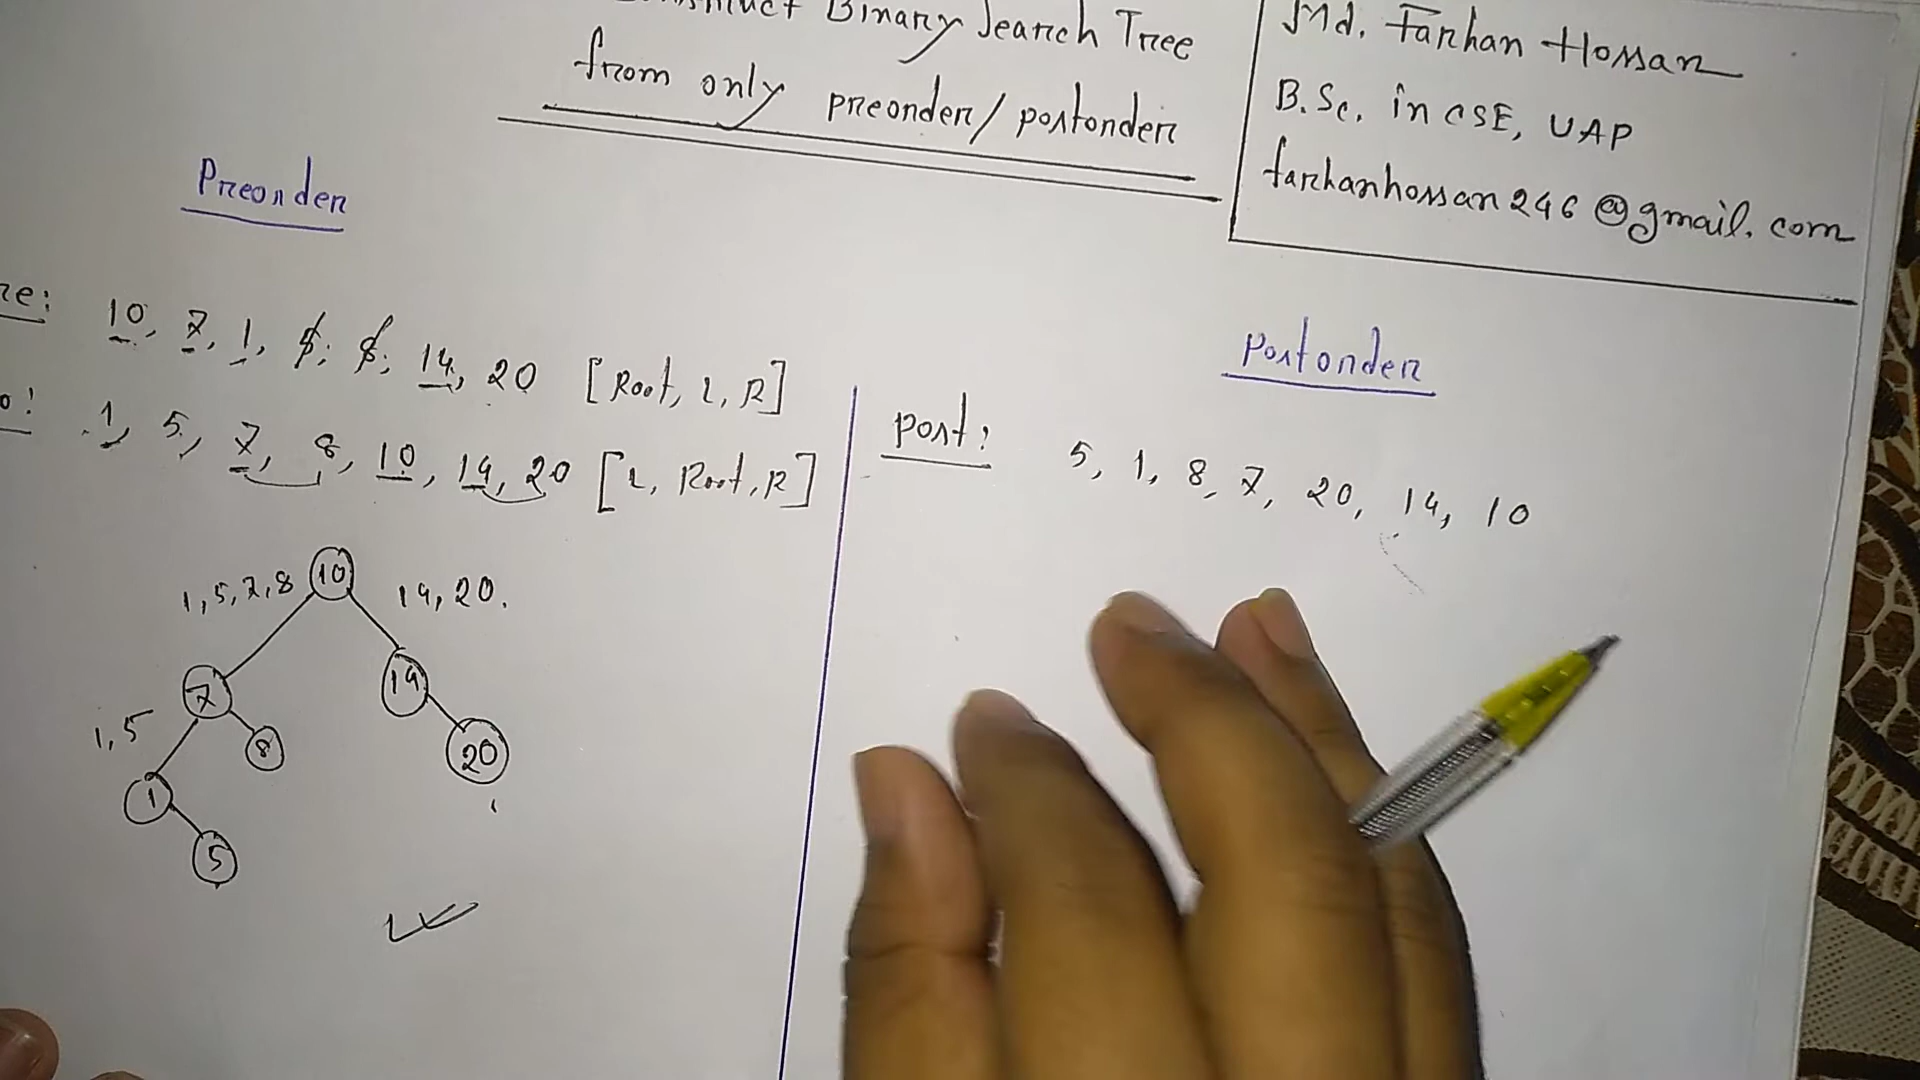 Binary Search Tree
from only preorder/postorder
Md. Farhan Hossan
B.Sc. in CSE, UAP
farhanhossan246@gmail.com
Preorder
10, 7, 1, 5, 8, 14, 20 [Root, L, R]
1, 5, 7, 8, 10, 14, 20 [L, Root, R]
1,5,7,8 10 14,20.
7 14
1,5 8 20
1
5
Postorder
post: 5, 1, 8, 7, 20, 14, 10